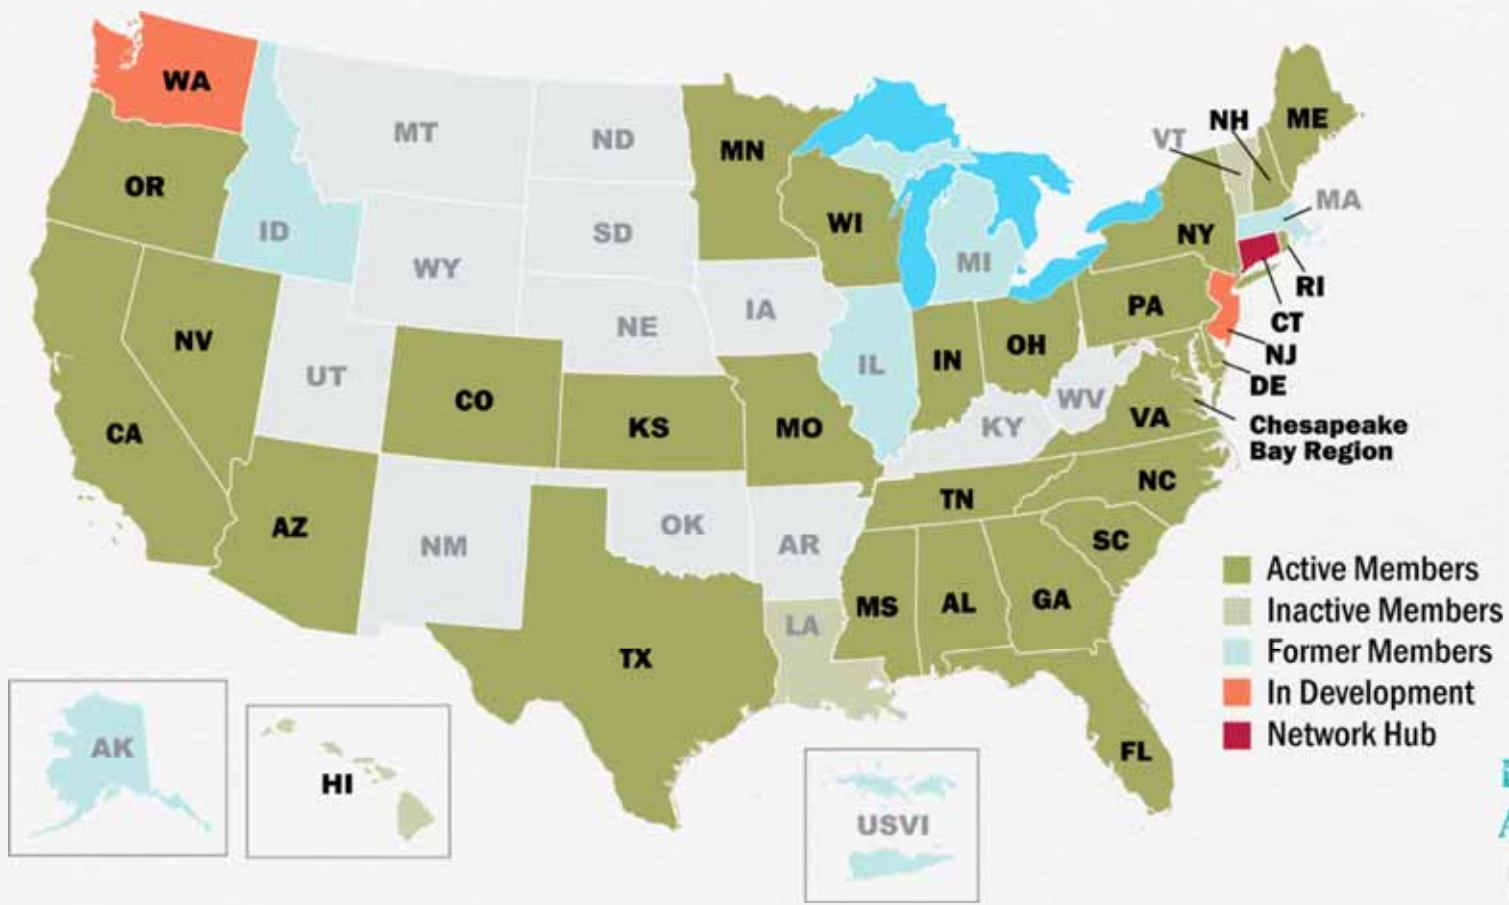 WA
MT
ND
MN
OR
ID
WY
SD
WI
MI
VT
NH
ME
MA
NY
RI
CT
NJ
DE
PA
Chesapeake
Bay Region
NV
UT
NE
IA
IL
IN
OH
WV
VA
KY
CA
CO
KS
MO
NC
TN
SC
AZ
NM
OK
AR
MS
AL
GA
LA
TX
FL
AK
HI
USVI
Active Members
Inactive Members
Former Members
In Development
Network Hub